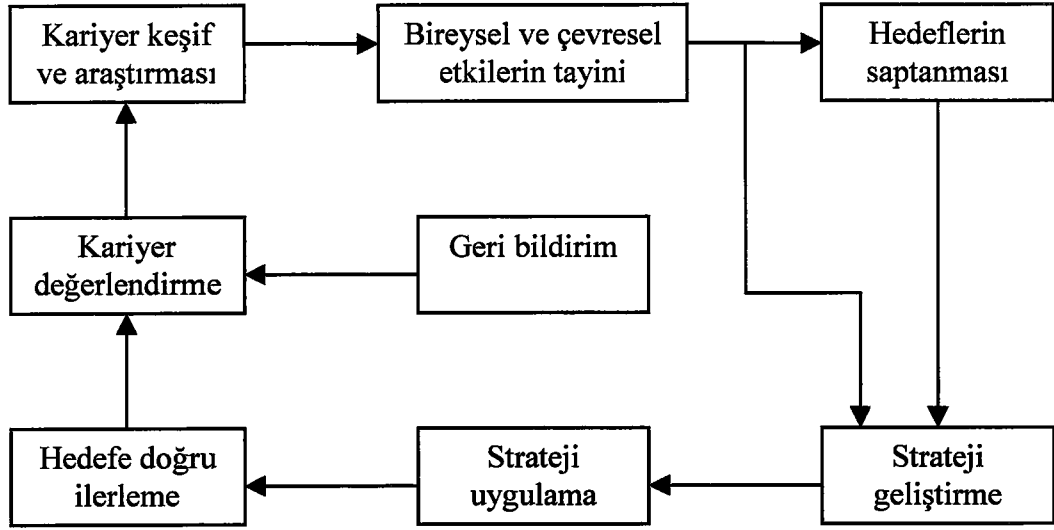 Kariyer keşif
ve araştırması
Bireysel ve çevresel
etkilerin tayini
Hedeflerin
saptanması
Kariyer
değerlendirme
Geri bildirim
Hedefe doğru
ilerleme
Strateji
uygulama
Strateji
geliştirme